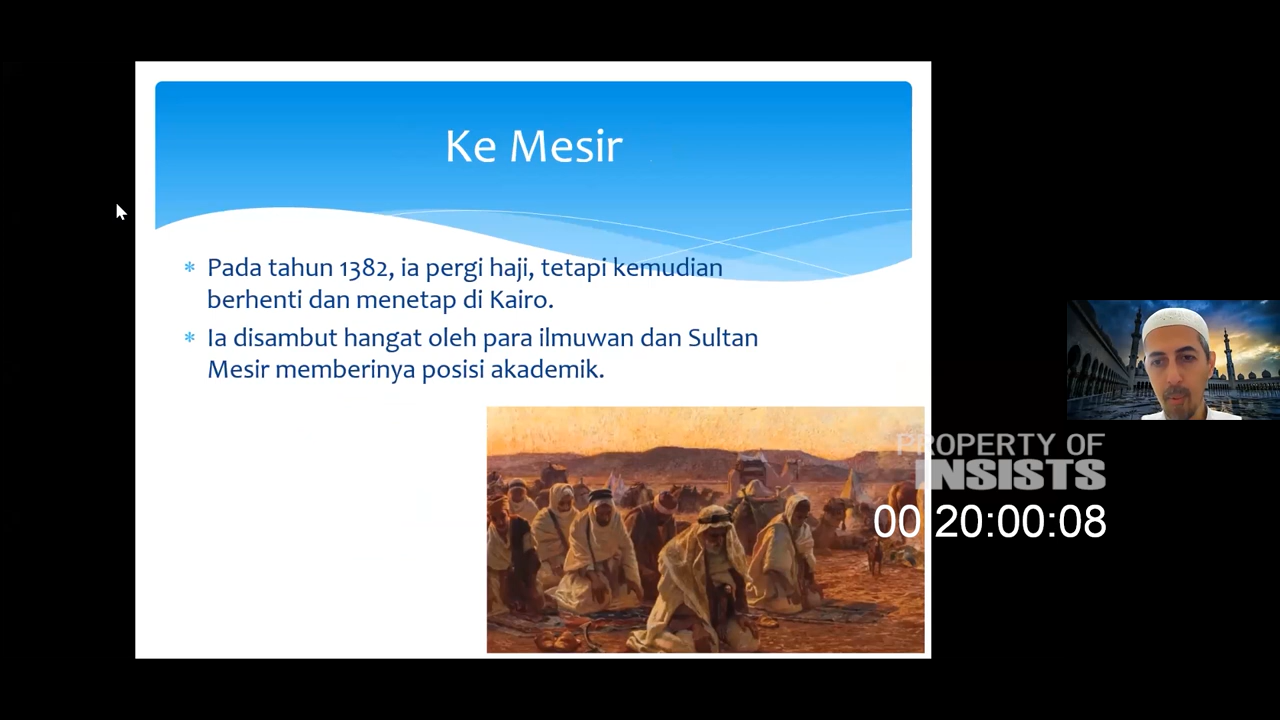 Ke Mesir
Pada tahun 1382, ia pergi haji, tetapi kemudian
berhenti dan menetap di Kairo.
Ia disambut hangat oleh para ilmuwan dan Sultan
Mesir memberinya posisi akademik.
PROPERTY OF
INSISTS
00:20:00:08